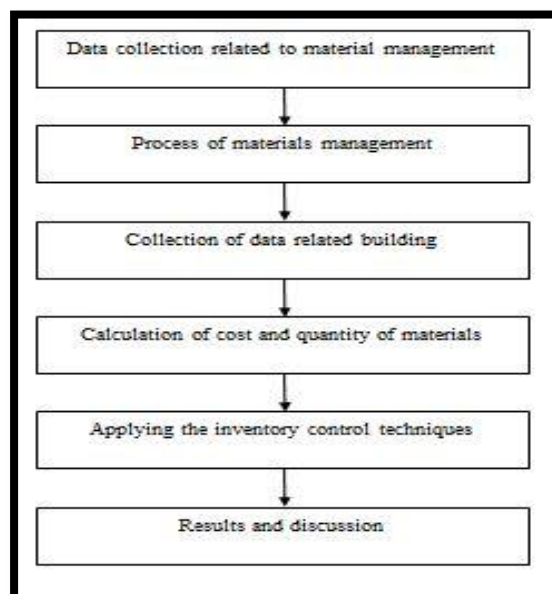 Data collection related to material management
Process of materials management
Collection of data related building
Calculation of cost and quantity of materials
Applying the inventory control techniques
Results and discussion